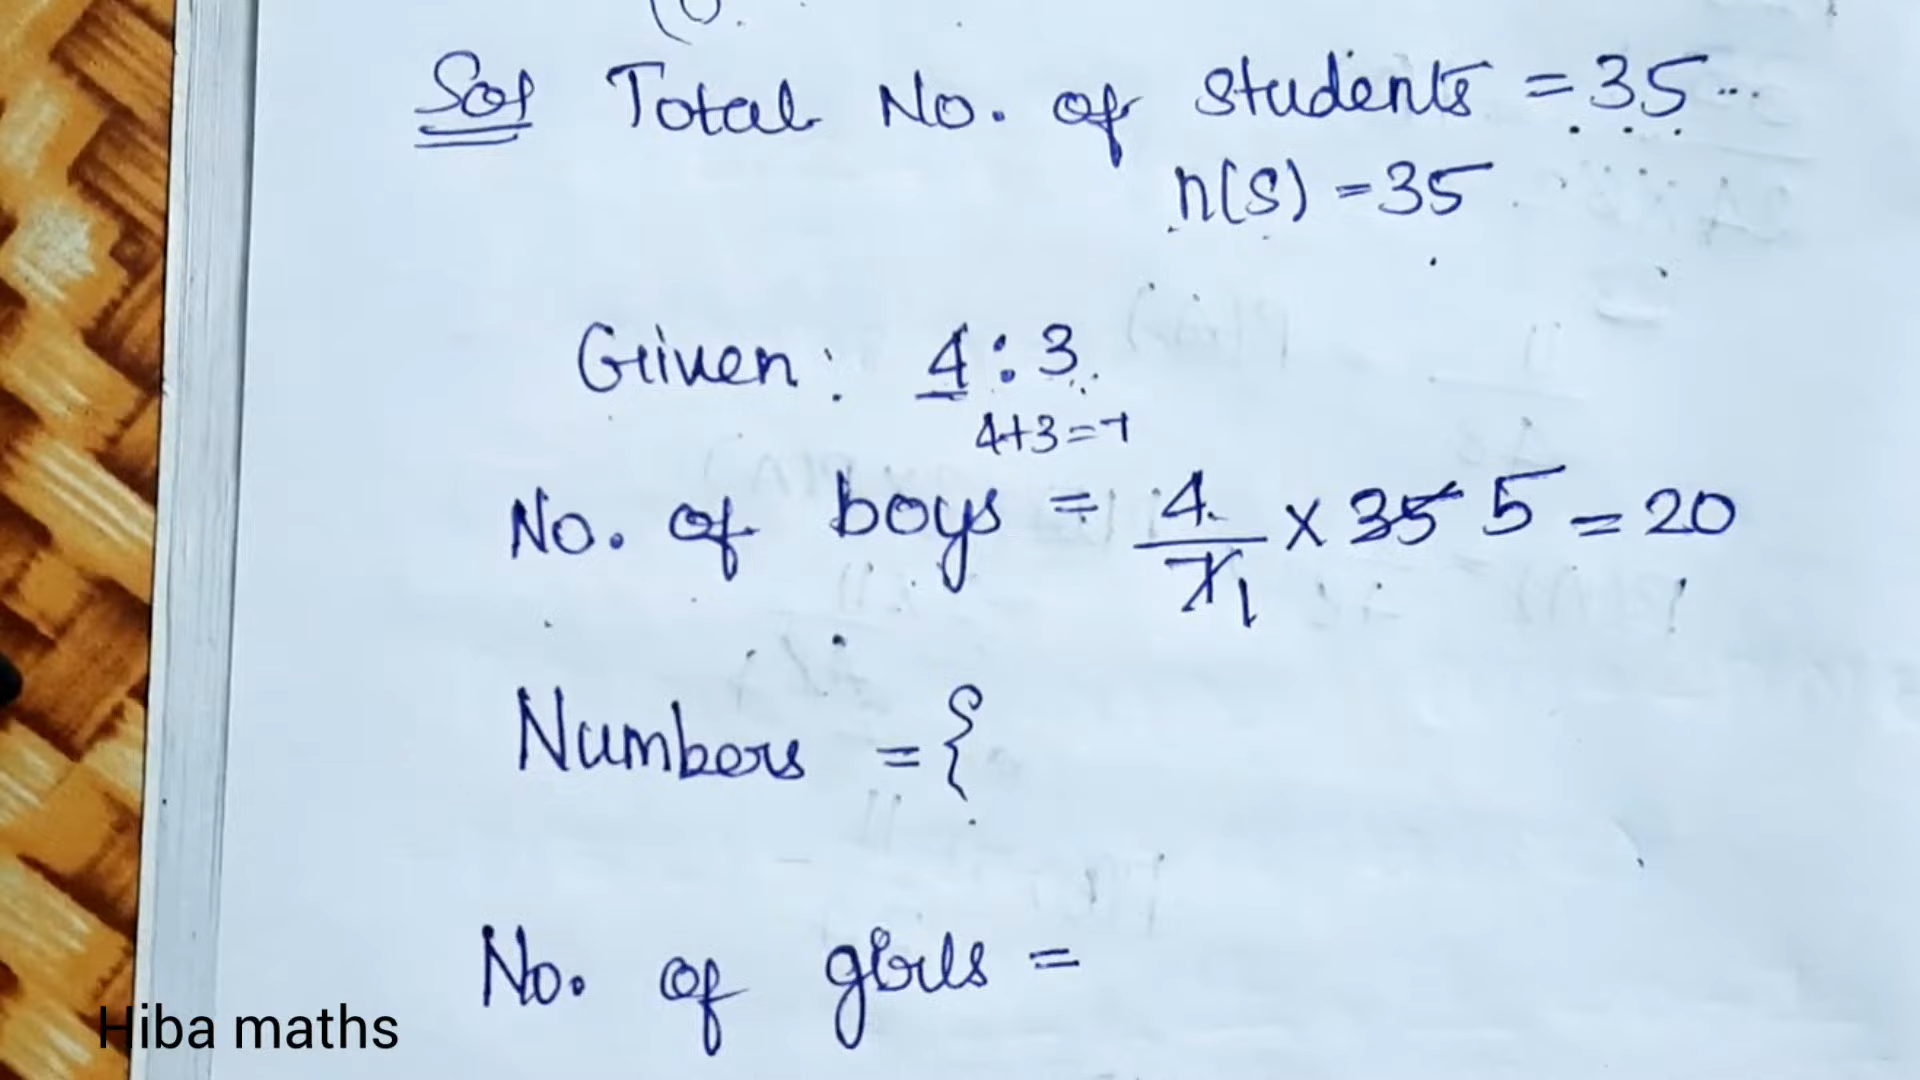 Sol Total No. of students = 35
n(S) = 35
Given: 4:3
4+3=7
No. of boys = 4/7 1 × 35 5 = 20
Numbers = {
No. of girls =
Hiba maths